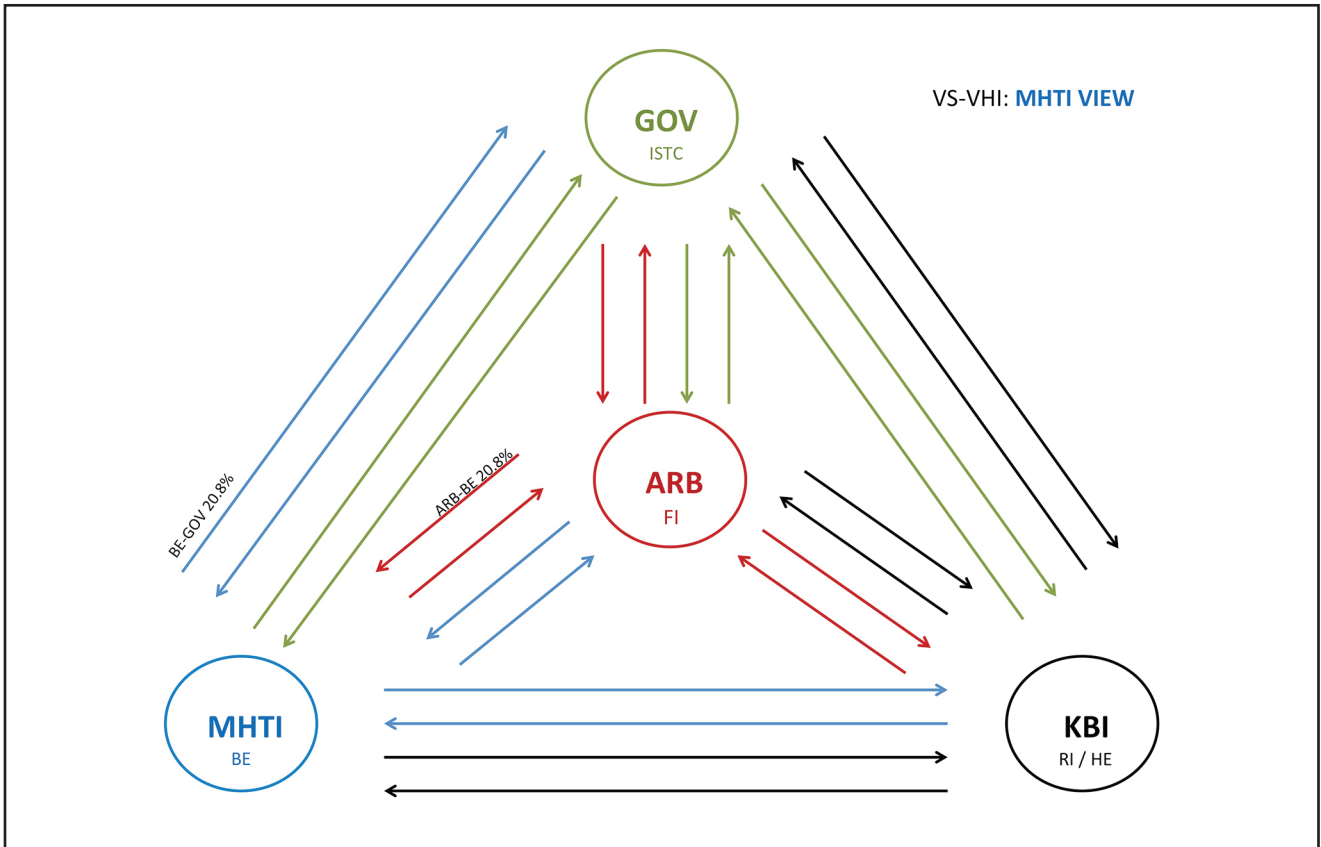 VS-VHI: MHTI VIEW
GOV
ISTC
BE-GOV 20.8%
ARB-BE 20.8%
ARB
FI
MHTI
BE
KBI
RI / HE